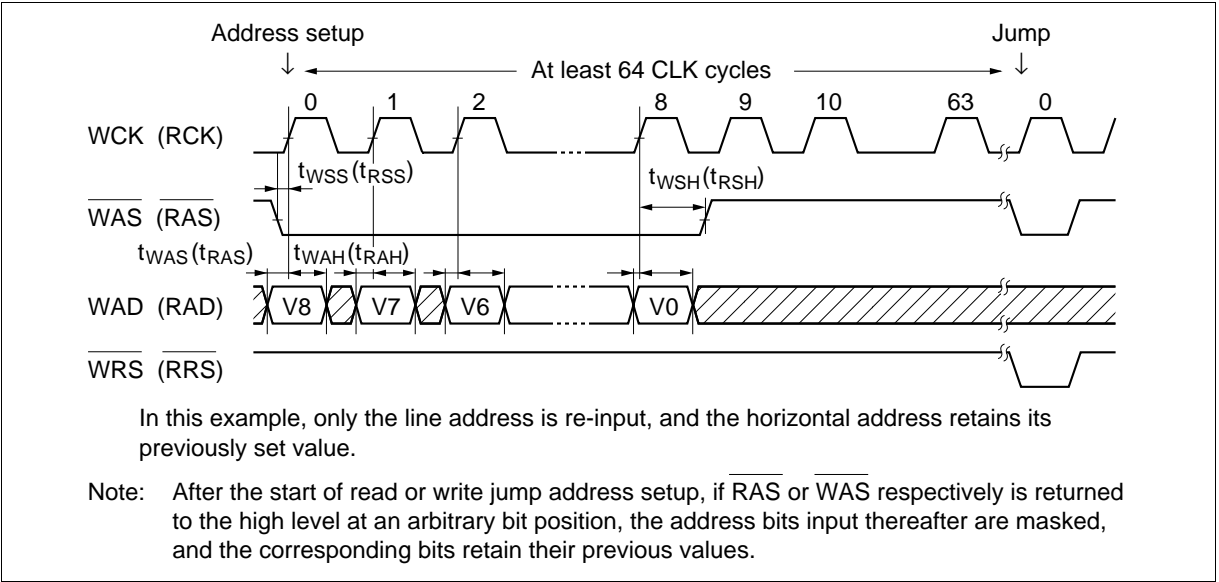 Address setup Jump
↓ At least 64 CLK cycles ↓
0 1 2 8 9 10 63 0
WCK (RCK)
tWSS(tRSS) tWSH(tRSH)
WAS (RAS)
tWAS(tRAS) tWAH(tRAH)
WAD (RAD) V8 V7 V6 V0
WRS (RRS)
In this example, only the line address is re-input, and the horizontal address retains its
previously set value.
Note: After the start of read or write jump address setup, if RAS or WAS respectively is returned
to the high level at an arbitrary bit position, the address bits input thereafter are masked,
and the corresponding bits retain their previous values.